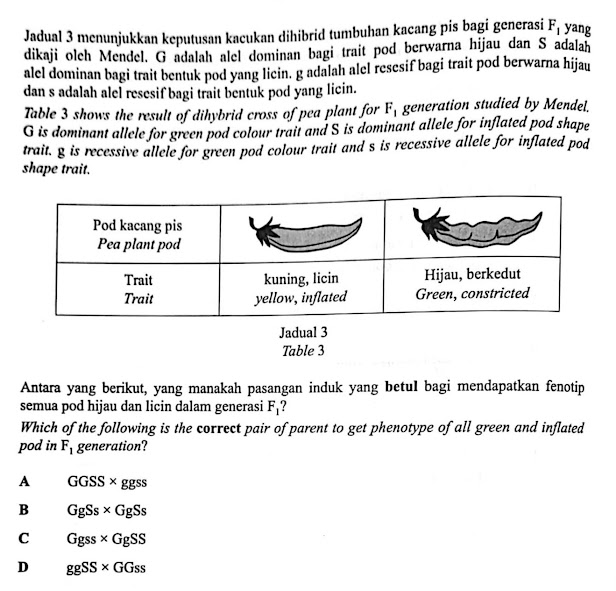 Jadual 3 menunjukkan keputusan kacukan dihibrid tumbuhan kacang pis bagi generasi F₁ yang
dikaji oleh Mendel. G adalah alel dominan bagi trait pod berwarna hijau dan S adalah
alel dominan bagi trait bentuk pod yang licin. g adalah alel resesif bagi trait pod berwarna hijau
dan s adalah alel resesif bagi trait bentuk pod yang licin.
Table 3 shows the result of dihybrid cross of pea plant for F₁ generation studied by Mendel.
G is dominant allele for green pod colour trait and S is dominant allele for inflated pod shape
trait. g is recessive allele for green pod colour trait and s is recessive allele for inflated pod
shape trait.
Pod kacang pis
Pea plant pod
Trait
Trait
kuning, licin
yellow, inflated
Hijau, berkedut
Green, constricted
Jadual 3
Table 3
Antara yang berikut, yang manakah pasangan induk yang betul bagi mendapatkan fenotip
semua pod hijau dan licin dalam generasi F₁?
Which of the following is the correct pair of parent to get phenotype of all green and inflated
pod in F₁ generation?
A GGSS × ggss
B GgSs × GgSs
C Ggss × GgSS
D ggSS × GGss